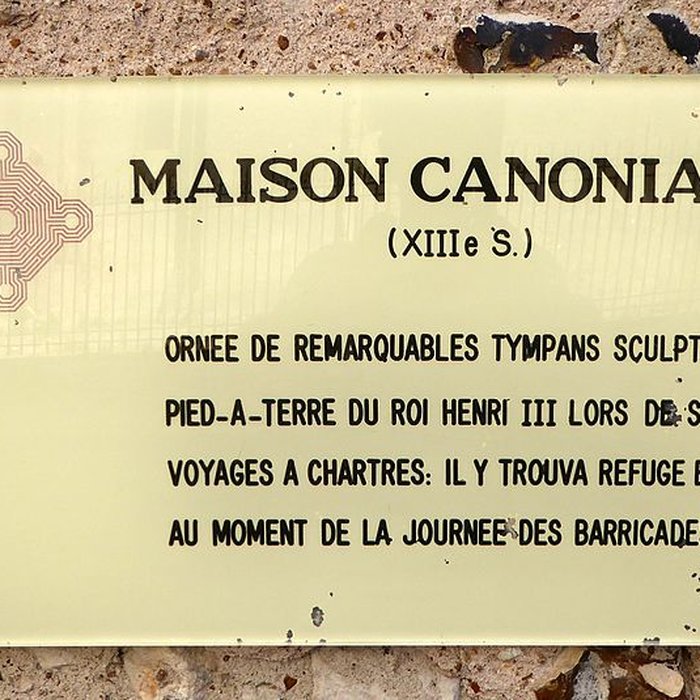 MAISON CANONIA
(XIIIe S.)
ORNEE DE REMARQUABLES TYMPANS SCULPT
PIED-A-TERRE DU ROI HENRI III LORS DE S
VOYAGES A CHARTRES: IL Y TROUVA REFUGE E
AU MOMENT DE LA JOURNEE DES BARRICADE